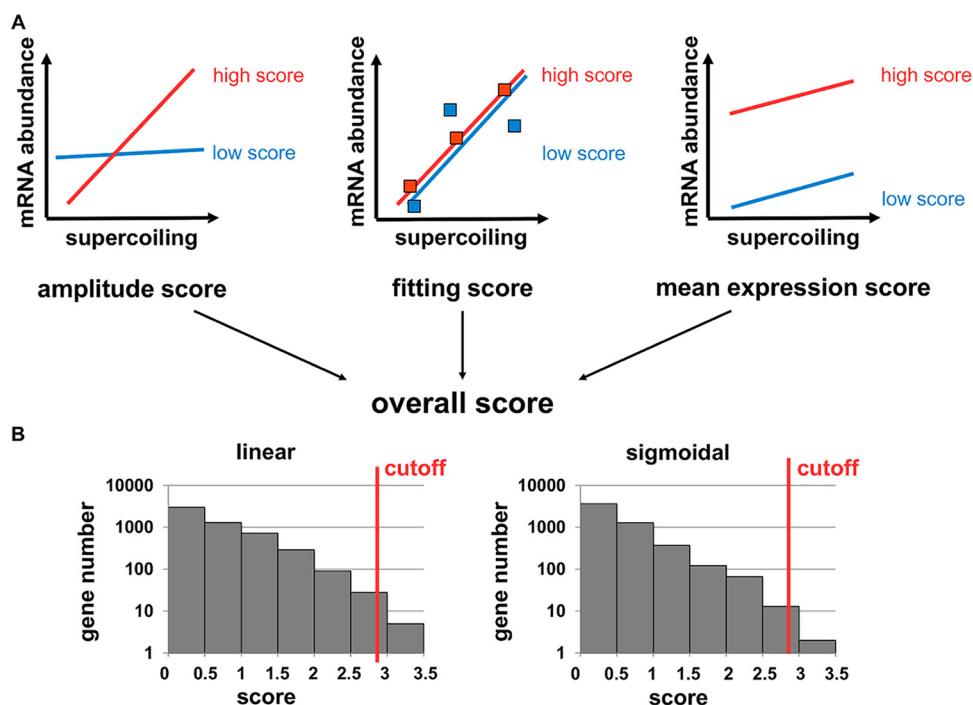 A
mRNA abundance
high score
low score
supercoiling
amplitude score
mRNA abundance
high score
low score
supercoiling
fitting score
mRNA abundance
high score
low score
supercoiling
mean expression score
overall score
B
linear
cutoff
gene number
10000
1000
100
10
1
0 0.5 1 1.5 2 2.5 3 3.5
score
sigmoidal
cutoff
gene number
10000
1000
100
10
1
0 0.5 1 1.5 2 2.5 3 3.5
score